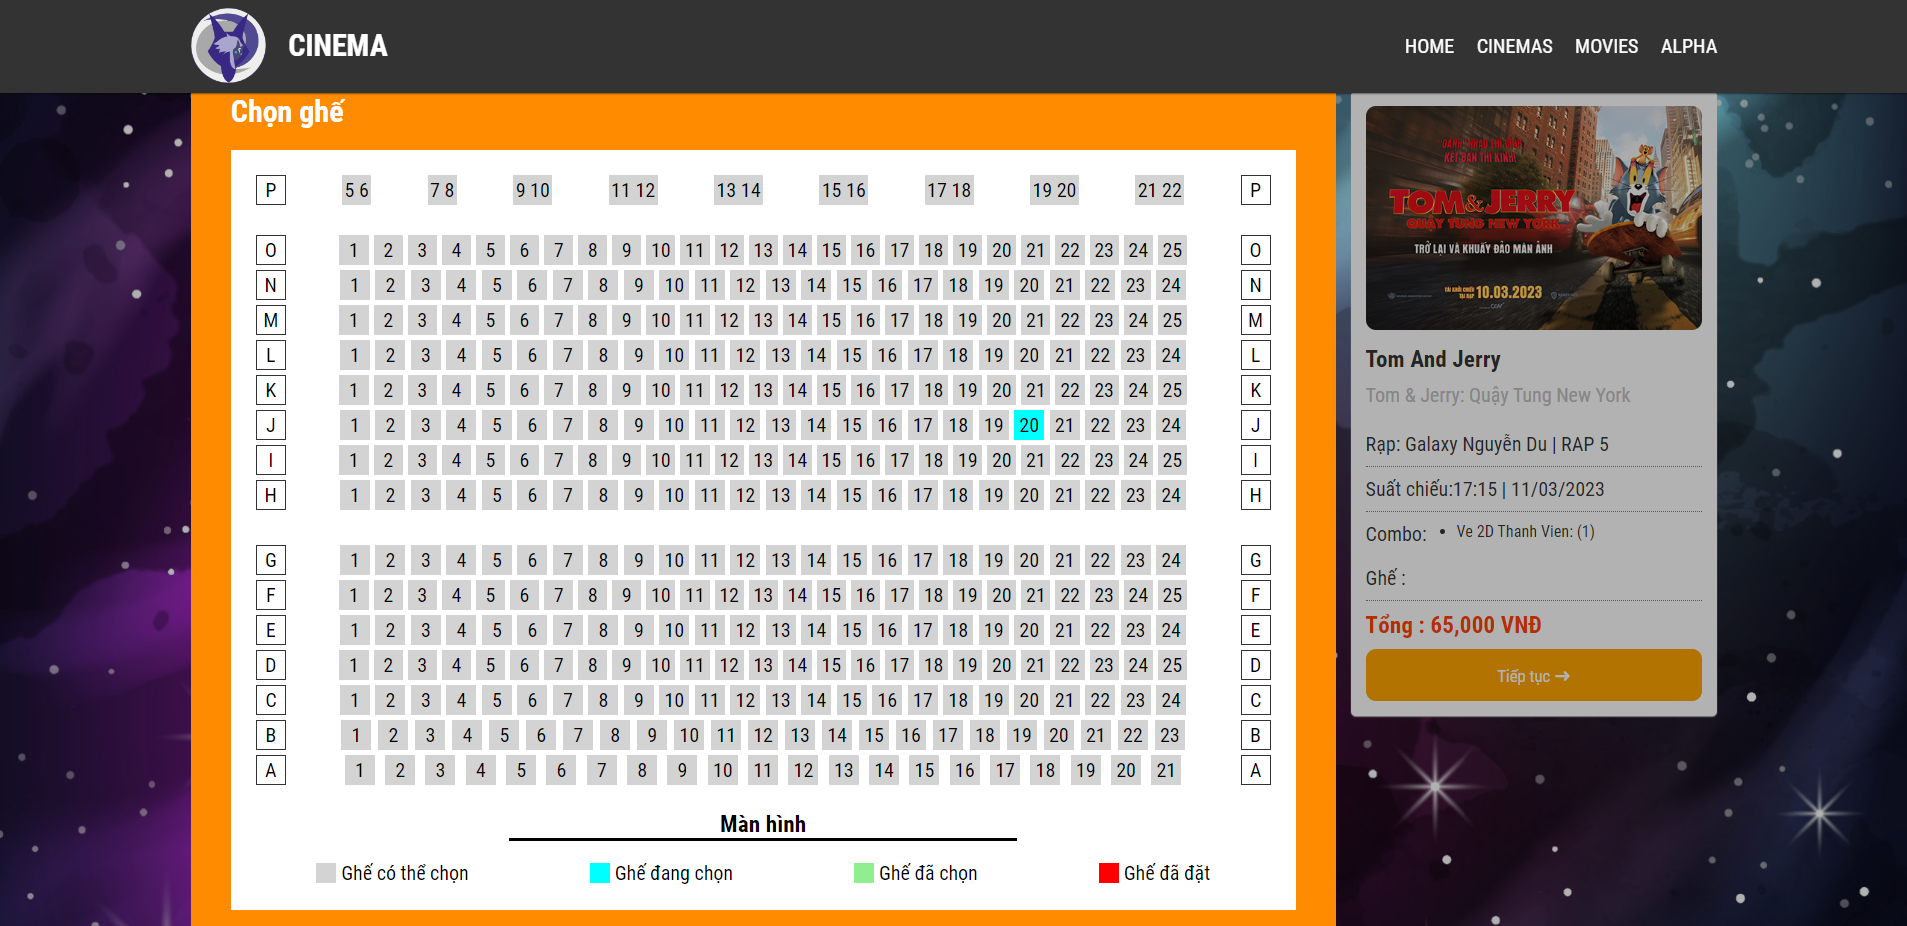 CINEMA
HOME CINEMAS MOVIES ALPHA
Chọn ghế
P 5 6 7 8 9 10 11 12 13 14 15 16 17 18 19 20 21 22 P
O 1 2 3 4 5 6 7 8 9 10 11 12 13 14 15 16 17 18 19 20 21 22 23 24 25 O
N 1 2 3 4 5 6 7 8 9 10 11 12 13 14 15 16 17 18 19 20 21 22 23 24 N
M 1 2 3 4 5 6 7 8 9 10 11 12 13 14 15 16 17 18 19 20 21 22 23 24 25 M
L 1 2 3 4 5 6 7 8 9 10 11 12 13 14 15 16 17 18 19 20 21 22 23 24 L
K 1 2 3 4 5 6 7 8 9 10 11 12 13 14 15 16 17 18 19 20 21 22 23 24 25 K
J 1 2 3 4 5 6 7 8 9 10 11 12 13 14 15 16 17 18 19 20 21 22 23 24 J
I 1 2 3 4 5 6 7 8 9 10 11 12 13 14 15 16 17 18 19 20 21 22 23 24 25 I
H 1 2 3 4 5 6 7 8 9 10 11 12 13 14 15 16 17 18 19 20 21 22 23 24 H
G 1 2 3 4 5 6 7 8 9 10 11 12 13 14 15 16 17 18 19 20 21 22 23 24 G
F 1 2 3 4 5 6 7 8 9 10 11 12 13 14 15 16 17 18 19 20 21 22 23 24 25 F
E 1 2 3 4 5 6 7 8 9 10 11 12 13 14 15 16 17 18 19 20 21 22 23 24 E
D 1 2 3 4 5 6 7 8 9 10 11 12 13 14 15 16 17 18 19 20 21 22 23 24 25 D
C 1 2 3 4 5 6 7 8 9 10 11 12 13 14 15 16 17 18 19 20 21 22 23 24 C
B 1 2 3 4 5 6 7 8 9 10 11 12 13 14 15 16 17 18 19 20 21 22 23 B
A 1 2 3 4 5 6 7 8 9 10 11 12 13 14 15 16 17 18 19 20 21 A
Màn hình
Ghế có thể chọn Ghế đang chọn Ghế đã chọn Ghế đã đặt
TOM & JERRY
QUẬY TUNG NEW YORK
TRỞ LẠI VÀ KHUẤY ĐẢO MÀN ẢNH
10.03.2023
Tom And Jerry
Tom & Jerry: Quậy Tung New York
Rạp: Galaxy Nguyễn Du | RAP 5
Suất chiếu:17:15 | 11/03/2023
Combo: • Ve 2D Thanh Vien: (1)
Ghế :
Tổng : 65,000 VNĐ
Tiếp tục ➜